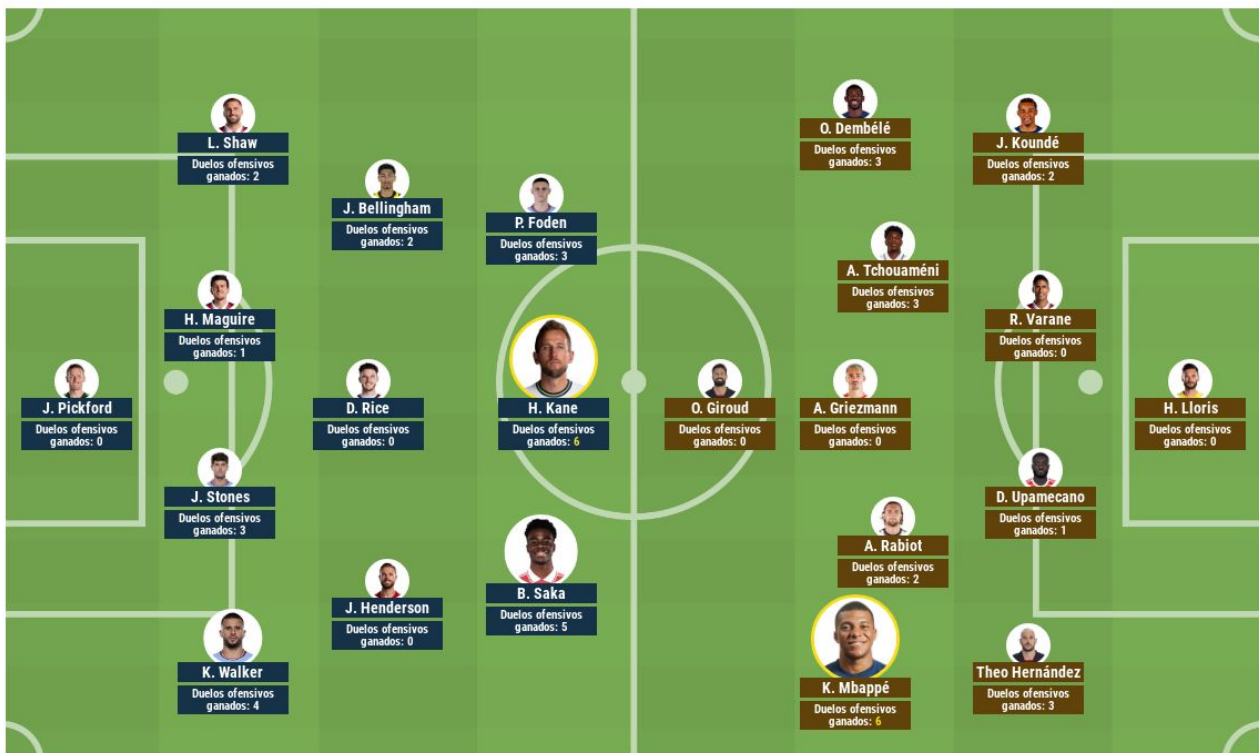 L. Shaw
Duelos ofensivos
ganados: 2
J. Bellingham
Duelos ofensivos
ganados: 2
P. Foden
Duelos ofensivos
ganados: 3
H. Maguire
Duelos ofensivos
ganados: 1
J. Pickford
Duelos ofensivos
ganados: 0
D. Rice
Duelos ofensivos
ganados: 0
H. Kane
Duelos ofensivos
ganados: 6
J. Stones
Duelos ofensivos
ganados: 3
J. Henderson
Duelos ofensivos
ganados: 0
B. Saka
Duelos ofensivos
ganados: 5
K. Walker
Duelos ofensivos
ganados: 4
O. Dembélé
Duelos ofensivos
ganados: 3
J. Koundé
Duelos ofensivos
ganados: 2
A. Tchouaméni
Duelos ofensivos
ganados: 3
R. Varane
Duelos ofensivos
ganados: 0
O. Giroud
Duelos ofensivos
ganados: 0
A. Griezmann
Duelos ofensivos
ganados: 0
H. Lloris
Duelos ofensivos
ganados: 0
D. Upamecano
Duelos ofensivos
ganados: 1
A. Rabiot
Duelos ofensivos
ganados: 2
K. Mbappé
Duelos ofensivos
ganados: 6
Theo Hernández
Duelos ofensivos
ganados: 3